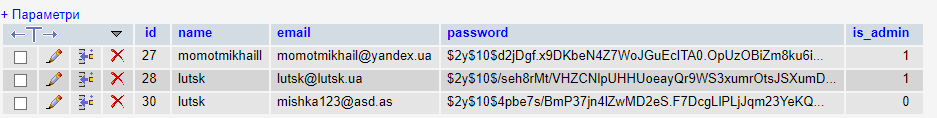 + Параметри
id name email password is_admin
27 momotmikhaill momotmikhail@yandex.ua $2y$10$d2jDgf.x9DKbeN4Z7WoJGuEcITA0.OpUzOBiZm8ku6i... 1
28 lutsk lutsk@lutsk.ua $2y$10$/seh8rMt/VHZCNlpUHHUoeayQr9WS3xumrOtsJSXumD... 1
30 lutsk mishka123@asd.as $2y$10$4pbe7s/BmP37jn4lZwMD2eS.F7DcgLlPLjJqm23YeKQ... 0